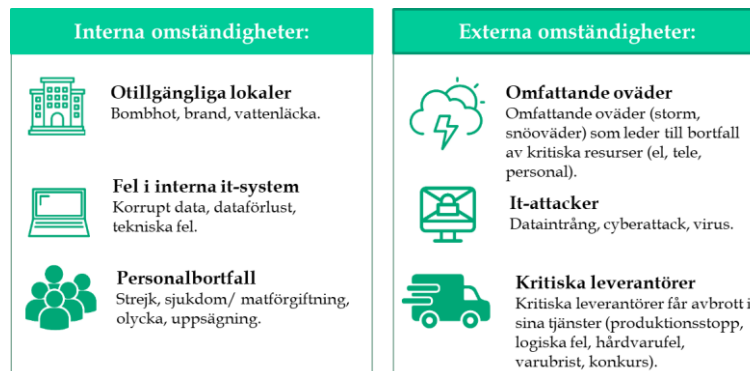 Interna omständigheter:
Otillgängliga lokaler
Bombhot, brand, vattenläcka.
Fel i interna it-system
Korrupt data, dataförlust,
tekniska fel.
Personalbortfall
Strejk, sjukdom/ matförgiftning,
olycka, uppsägning.
Externa omständigheter:
Omfattande oväder
Omfattande oväder (storm,
snöoväder) som leder till bortfall
av kritiska resurser (el, tele,
personal).
It-attacker
Dataintrång, cyberattack, virus.
Kritiska leverantörer
Kritiska leverantörer får avbrott i
sina tjänster (produktionsstopp,
logiska fel, hårdvarufel,
varubrist, konkurs).